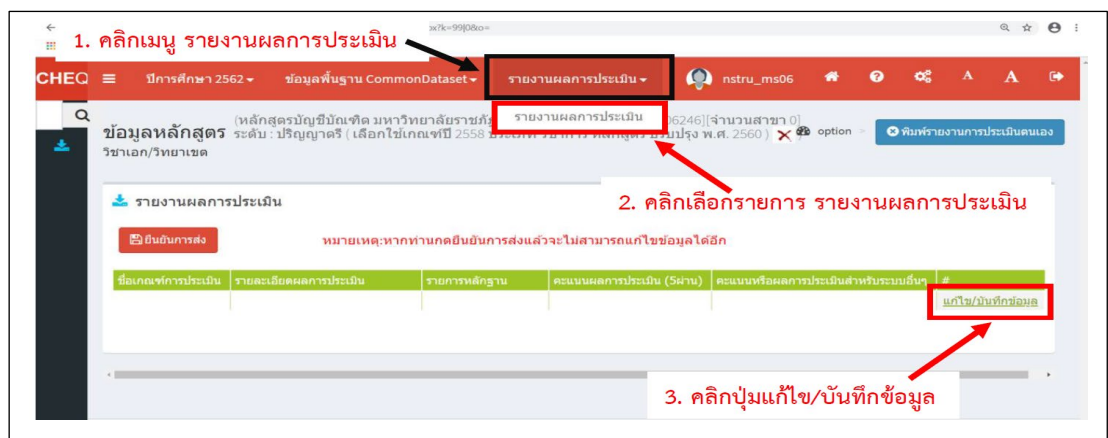 ox?k=99|0&o=
1. คลิกเมนู รายงานผลการประเมิน
CHEQ ปีการศึกษา 2562 ข้อมูลพื้นฐาน CommonDataset รายงานผลการประเมิน nstru_ms06 A A
รายงานผลการประเมิน
(หลักสูตรบัญชีบัณฑิต มหาวิทาลัยราชภัฏ 06246][จำนวนสาขา 0]
ข้อมูลหลักสูตร ระดับ : ปริญญาตรี ( เลือกใช้เกณฑ์ปี 2558 ปรับปรุง พ.ศ. 2560 ) option พิมพ์รายงานการประเมินตนเอง
วิชาเอก/วิทยาเขต
2. คลิกเลือกรายการ รายงานผลการประเมิน
รายงานผลการประเมิน
ยืนยันการส่ง หมายเหตุ:หากท่านกดยืนยันการส่งแล้วจะไม่สามารถแก้ไขข้อมูลได้อีก
ชื่อเกณฑ์การประเมิน รายละเอียดผลการประเมิน รายการหลักฐาน คะแนนผลการประเมิน (5ผ่าน) คะแนนหรือผลการประเมินสำหรับระบบอื่นๆ #
แก้ไข/บันทึกข้อมูล
3. คลิกปุ่มแก้ไข/บันทึกข้อมูล